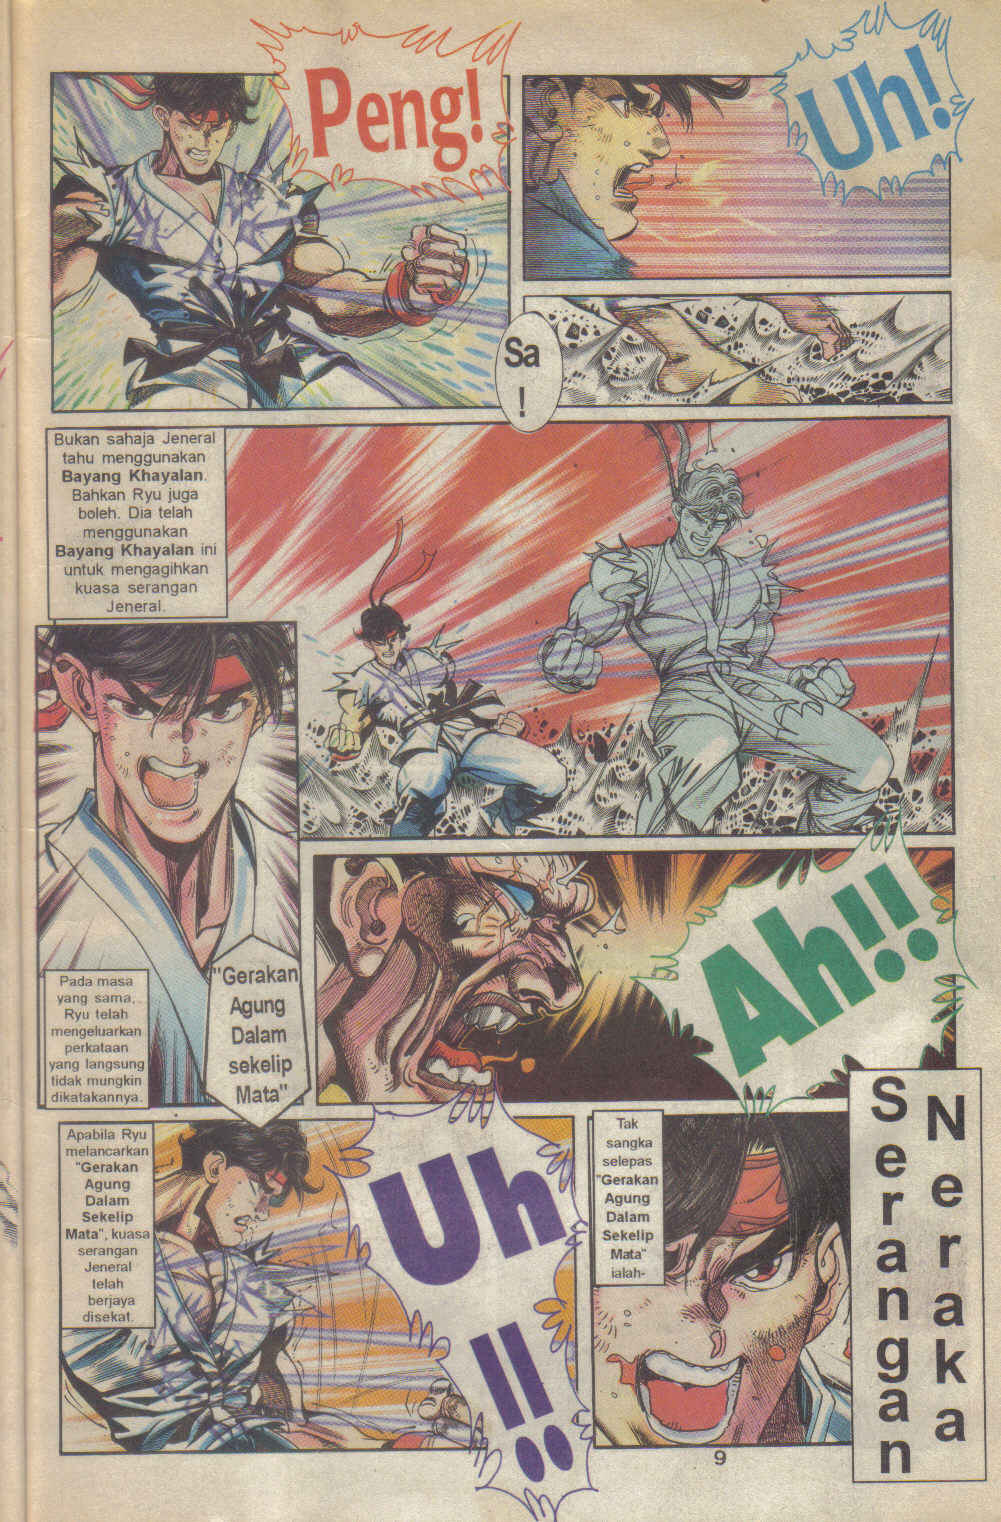 Peng!
Uh!
Sa
!
Bukan sahaja Jeneral
tahu menggunakan
Bayang Khayalan.
Bahkan Ryu juga
boleh. Dia telah
menggunakan
Bayang Khayalan ini
untuk mengagihkan
kuasa serangan
Jeneral.
"Gerakan
Agung
Dalam
sekelip
Mata"
Pada masa
yang sama,
Ryu telah
mengeluarkan
perkataan
yang langsung
tidak mungkin
dikatakannya.
Ah!!
Apabila Ryu
melancarkan
"Gerakan
Agung
Dalam
Sekelip
Mata", kuasa
serangan
Jeneral
telah
berjaya
disekat.
Uh
!!
Tak
sangka
selepas
"Gerakan
Agung
Dalam
Sekelip
Mata"
ialah-
Serangan
Neraka
9